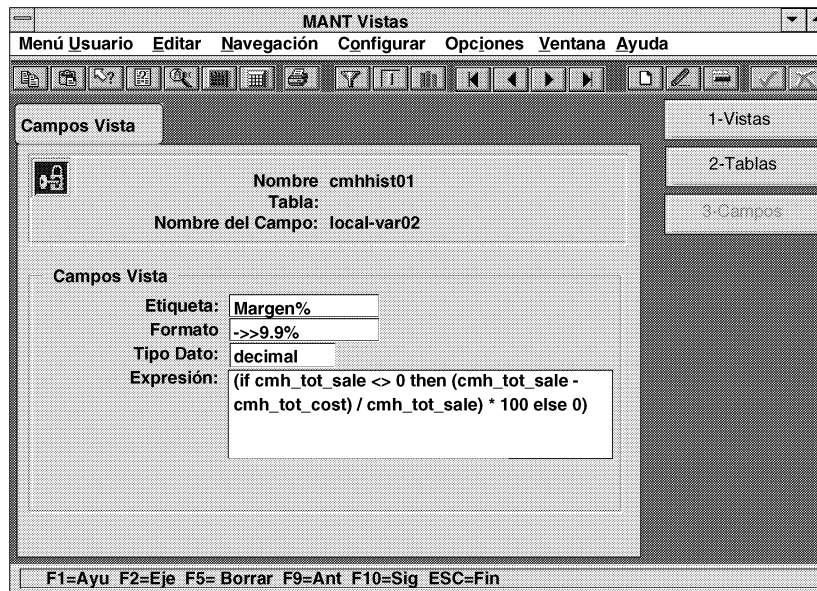 MANT Vistas
Menú Usuario Editar Navegación Configurar Opciones Ventana Ayuda
Campos Vista
1-Vistas
2-Tablas
3-Campos
Nombre cmhhist01
Tabla:
Nombre del Campo: local-var02
Campos Vista
Etiqueta: Margen%
Formato ->>9.9%
Tipo Dato: decimal
Expresión: (if cmh_tot_sale <> 0 then (cmh_tot_sale -
cmh_tot_cost) / cmh_tot_sale) * 100 else 0)
F1=Ayu F2=Eje F5= Borrar F9=Ant F10=Sig ESC=Fin